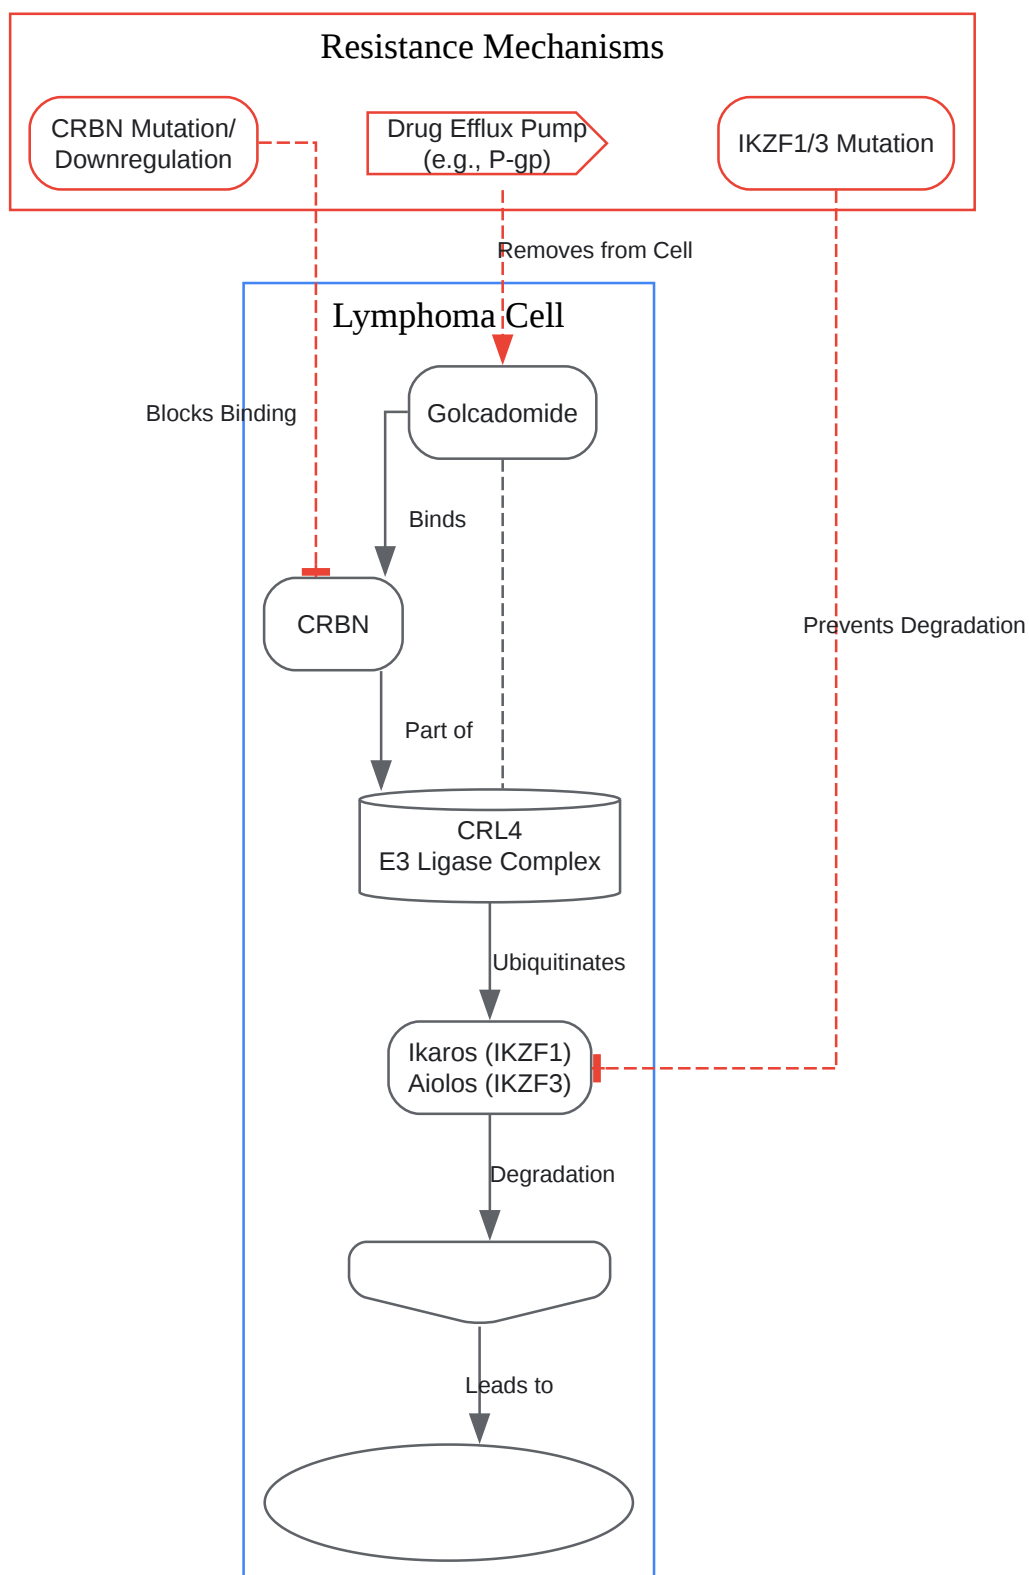 Resistance Mechanisms
CRBN Mutation/
Downregulation
Drug Efflux Pump
(e.g., P-gp)
IKZF1/3 Mutation
Removes from Cell
Lymphoma Cell
Golcadomide
Blocks Binding
Binds
CRBN
Prevents Degradation
Part of
CRL4
E3 Ligase Complex
Ubiquitinates
Ikaros (IKZF1)
Aiolos (IKZF3)
Degradation
Leads to